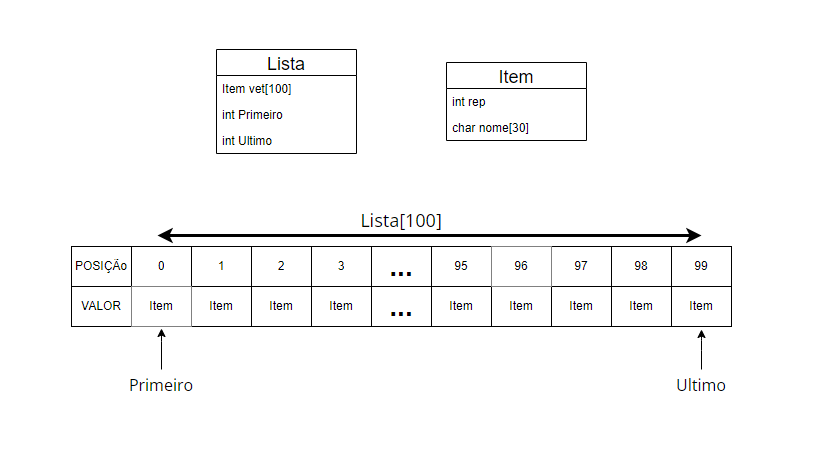 Lista
Item vet[100]
int Primeiro
int Ultimo
Item
int rep
char nome[30]
Lista[100]
POSIÇÃo 0 1 2 3 ... 95 96 97 98 99
VALOR Item Item Item Item ... Item Item Item Item Item
Primeiro Ultimo